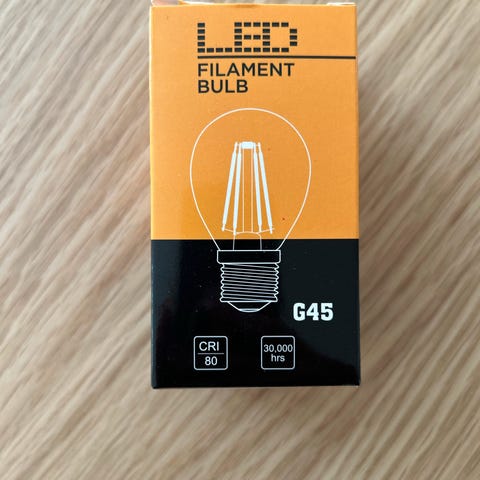 LED
FILAMENT
BULB
G45
CRI
80
30,000
hrs